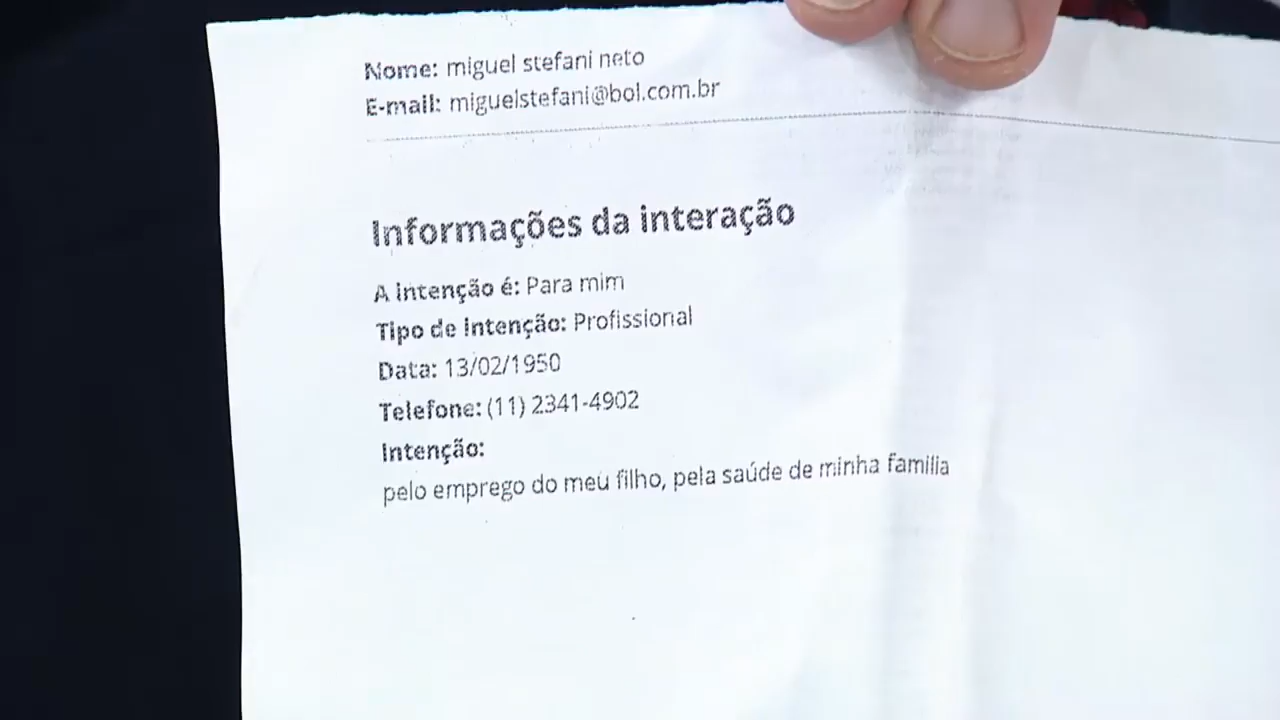 Nome: miguel stefani neto
E-mail: miguelstefani@bol.com.br
Informações da interação
A intenção é: Para mim
Tipo de intenção: Profissional
Data: 13/02/1950
Telefone: (11) 2341-4902
Intenção:
pelo emprego do meu filho, pela saúde de minha familia